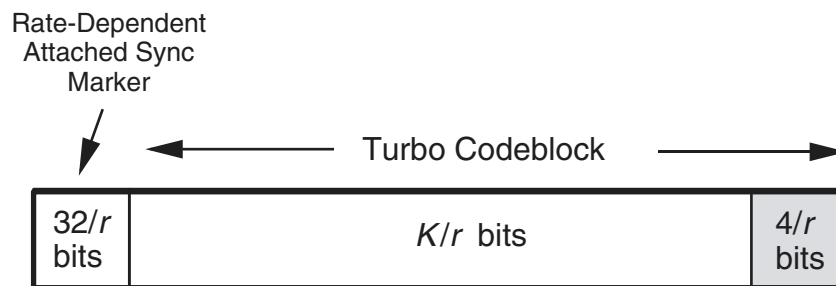 Rate-Dependent
Attached Sync
Marker
Turbo Codeblock
32/r
bits
K/r bits
4/r
bits